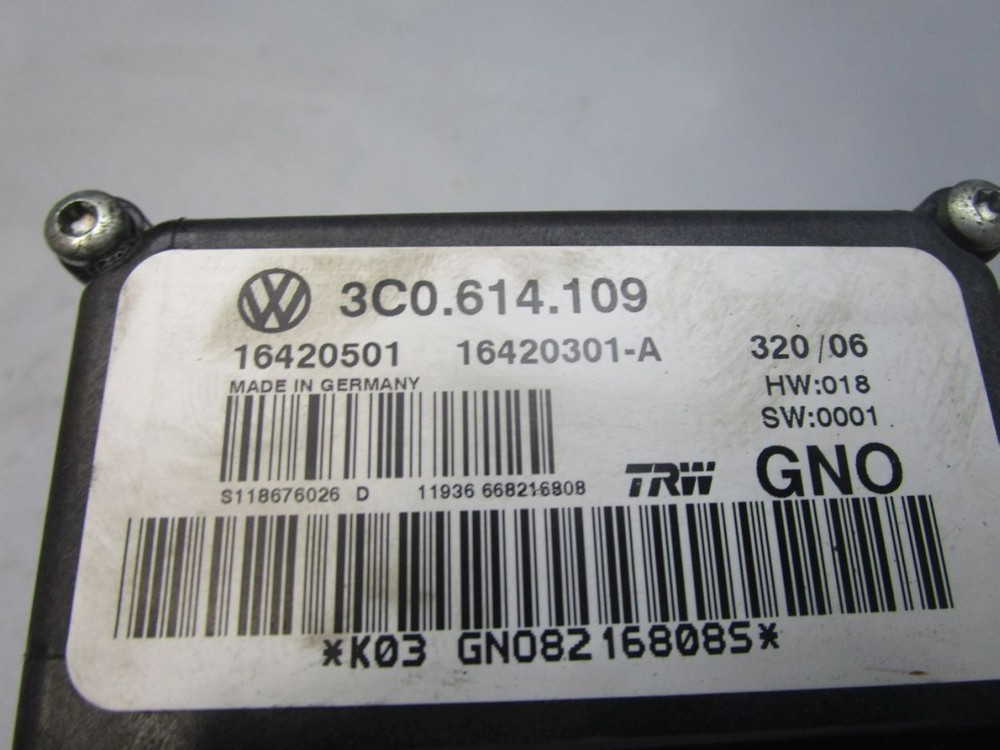 3C0.614.109
16420501 16420301-A 320/06
MADE IN GERMANY HW:018
SW:0001
TRW GNO
S118676026 D 11936 668216808
*K03 GNO82168085*